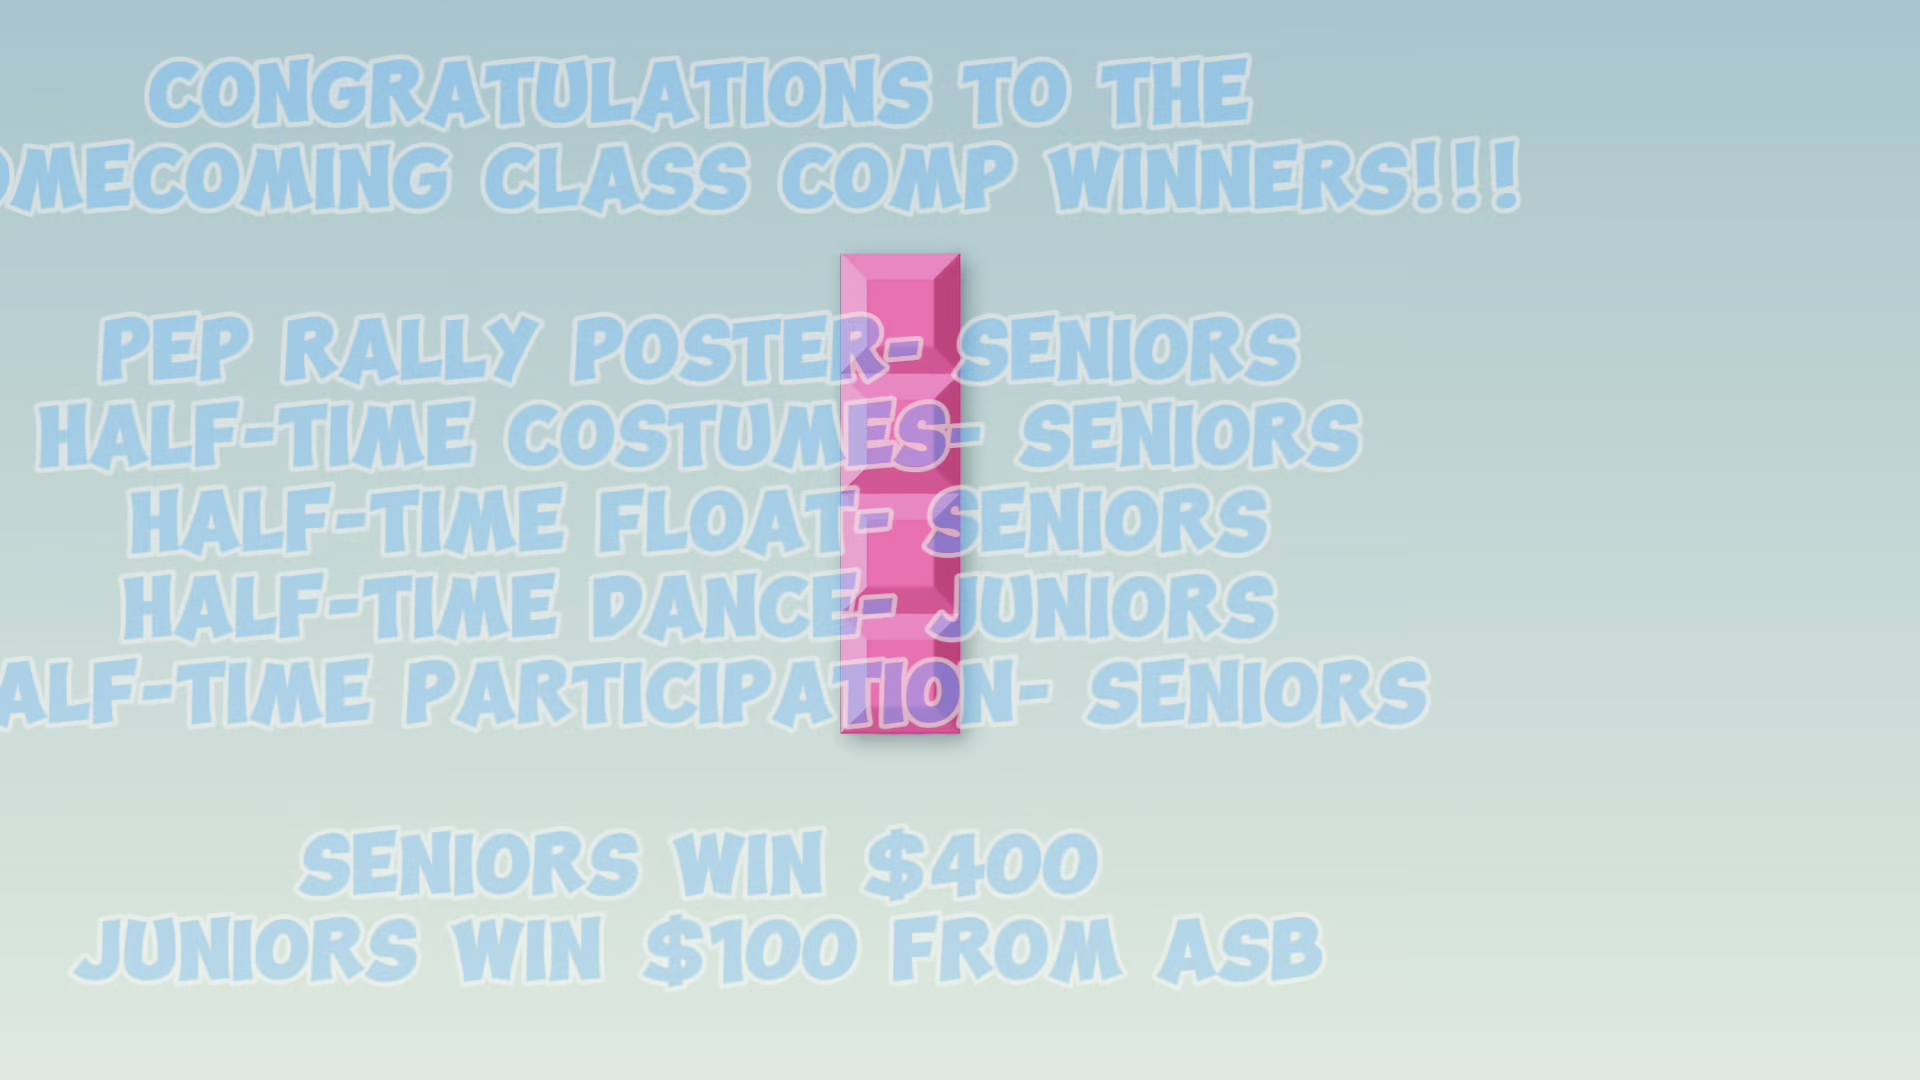 CONGRATULATIONS TO THE
OMECOMING CLASS COMP WINNERS!!!
PEP RALLY POSTER- SENIORS
HALF-TIME COSTUMES- SENIORS
HALF-TIME FLOAT- SENIORS
HALF-TIME DANCE- JUNIORS
ALF-TIME PARTICIPATION- SENIORS
SENIORS WIN $400
JUNIORS WIN $100 FROM ASB